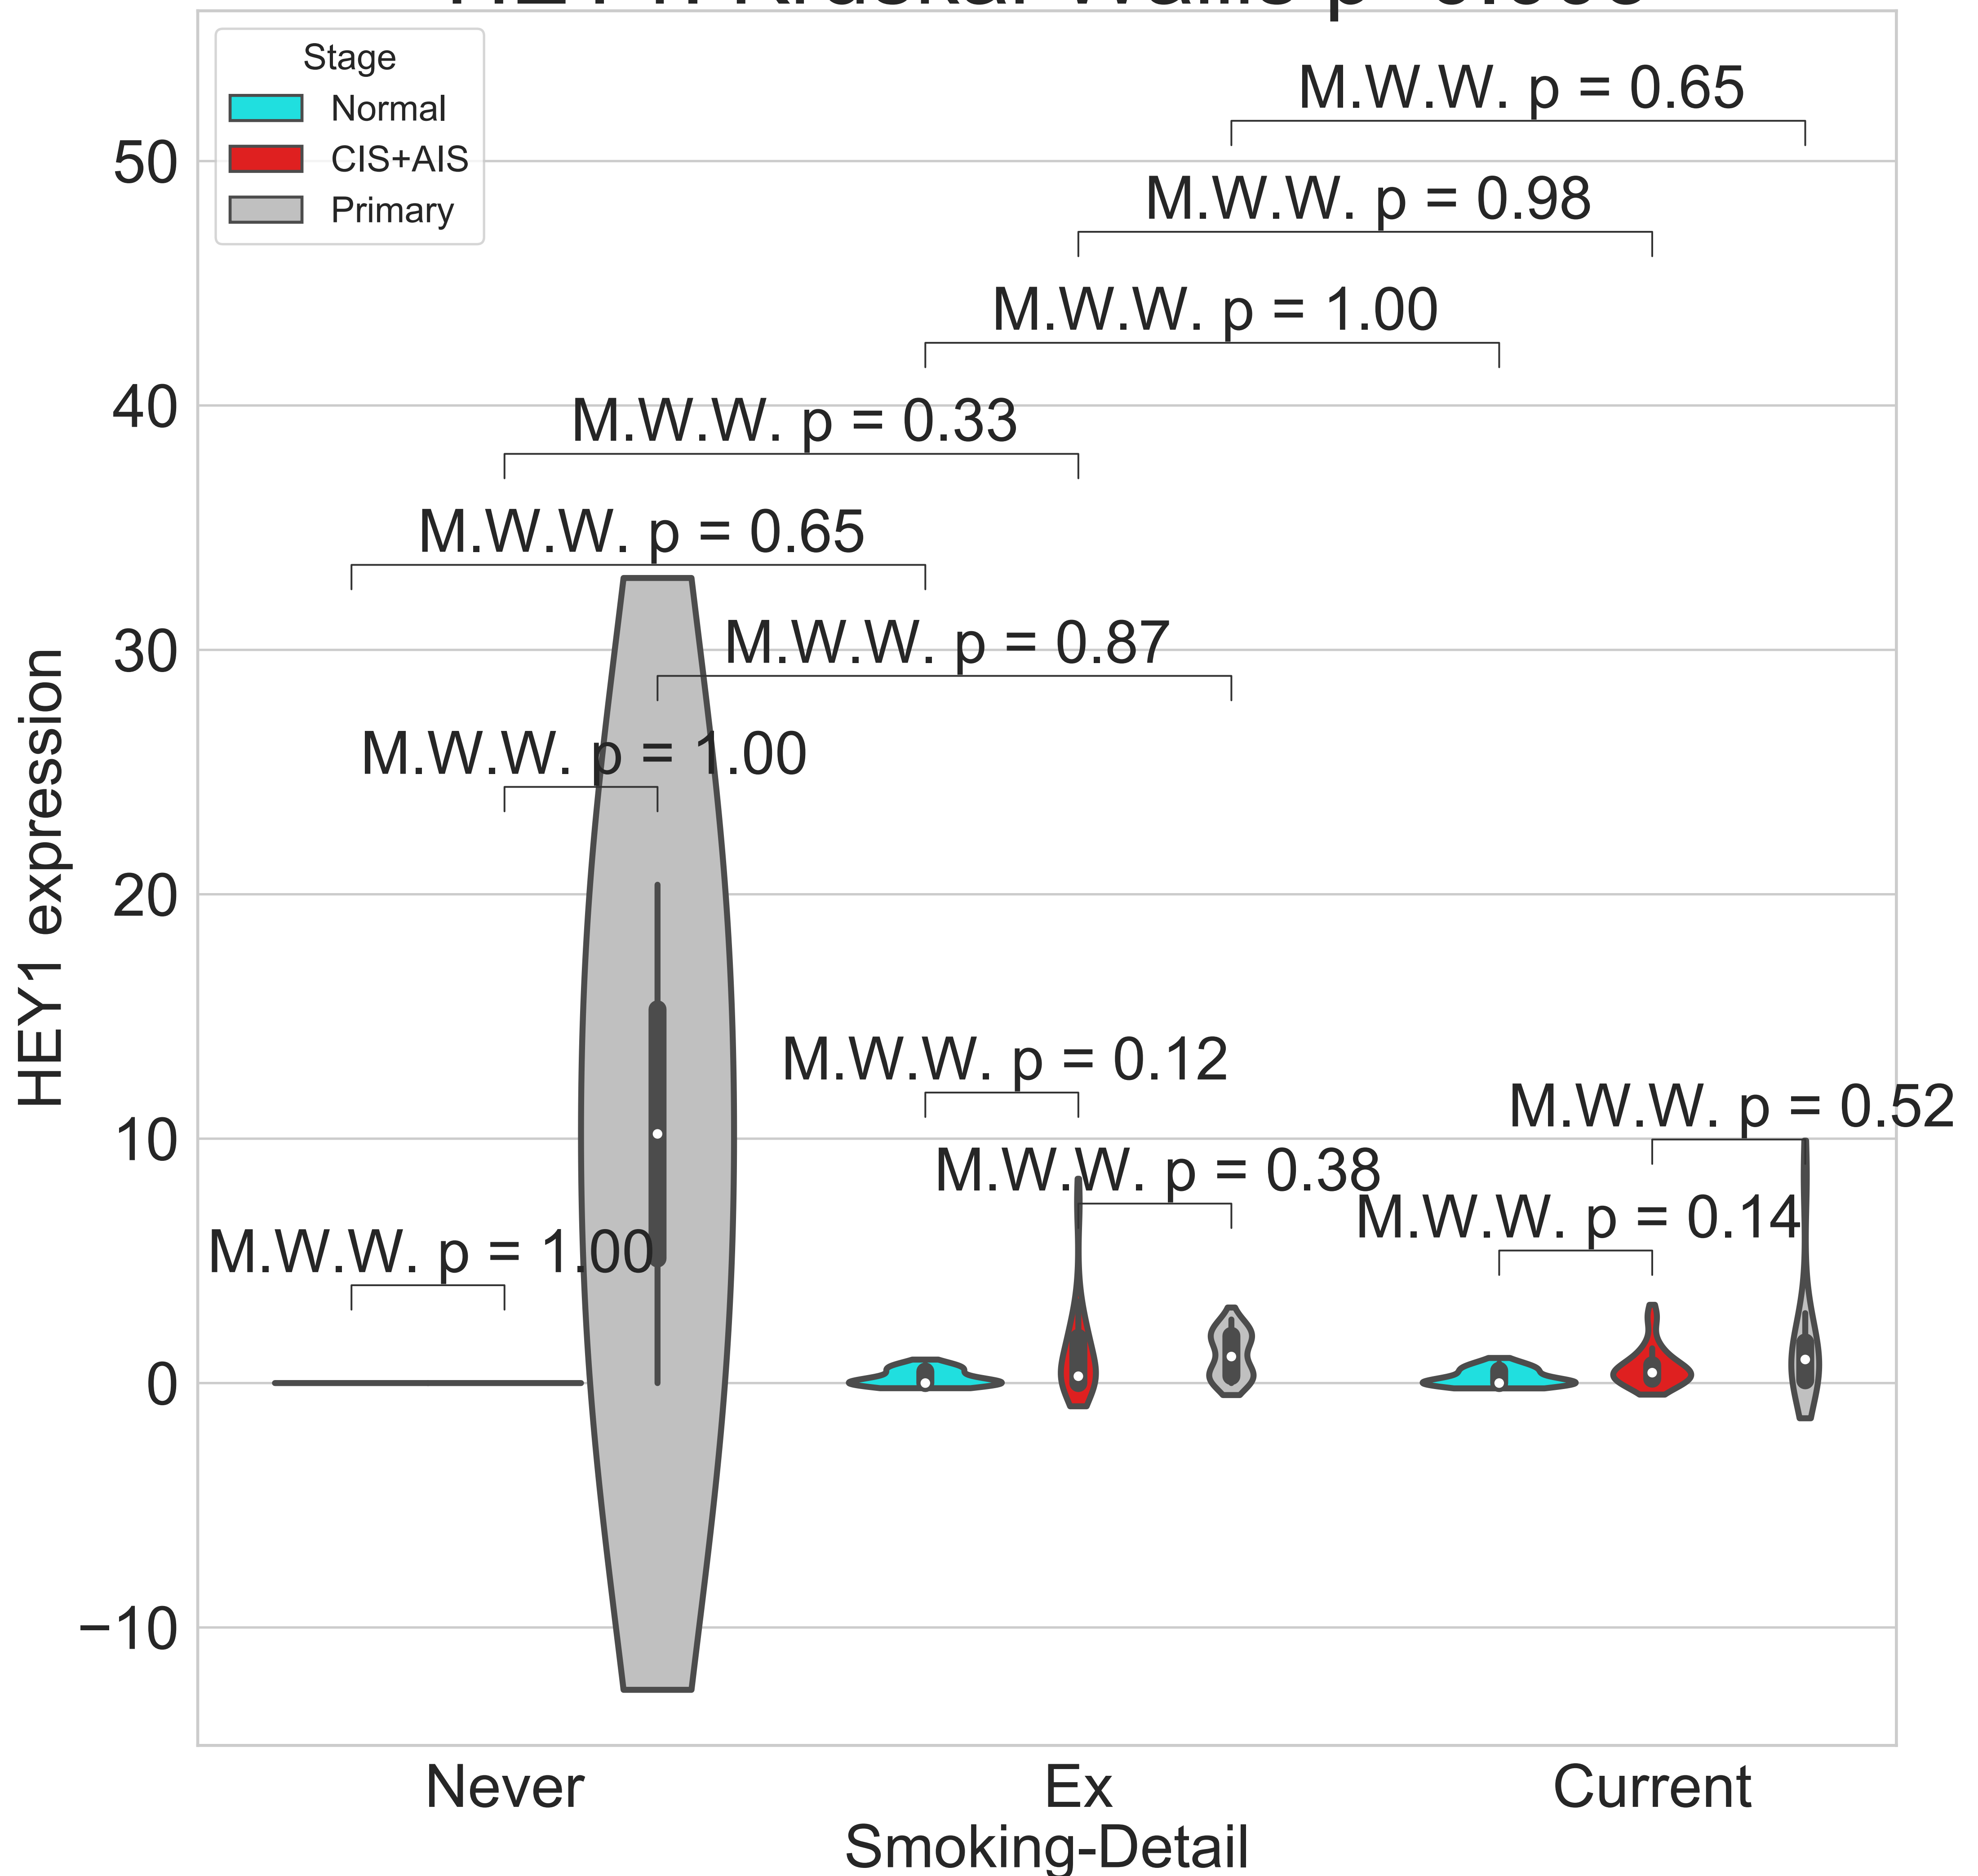 Stage
Normal
CIS+AIS
Primary
M.W.W. p = 0.65
M.W.W. p = 0.98
M.W.W. p = 1.00
M.W.W. p = 0.33
M.W.W. p = 0.65
M.W.W. p = 0.87
M.W.W. p = 1.00
M.W.W. p = 0.12
M.W.W. p = 0.52
M.W.W. p = 0.38
M.W.W. p = 0.14
M.W.W. p = 1.00
50
40
30
20
10
0
−10
HEY1 expression
Never
Ex
Current
Smoking-Detail